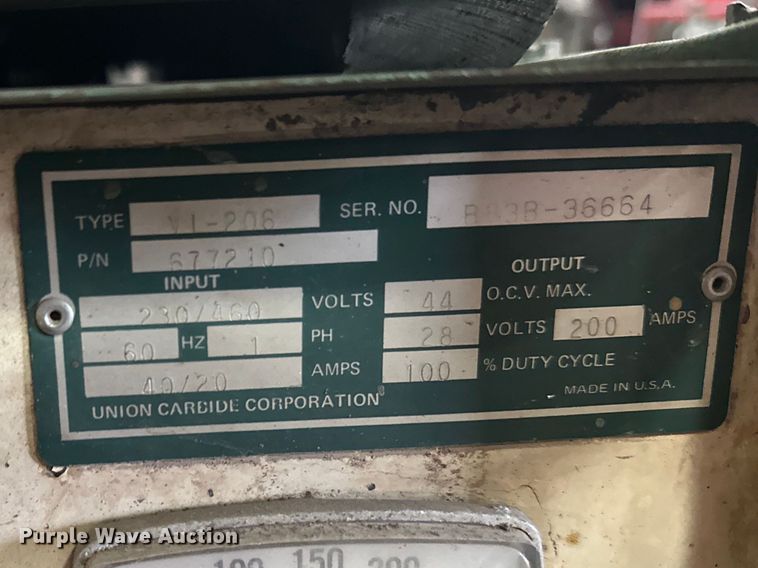 TYPE VI-206 SER. NO. B83B-36664
P/N 677210
INPUT OUTPUT
230/460 VOLTS 44 O.C.V. MAX.
60 HZ 1 PH 28 VOLTS 200 AMPS
40/20 AMPS 100 % DUTY CYCLE
UNION CARBIDE CORPORATION MADE IN U.S.A.
100 150 200
Purple Wave Auction